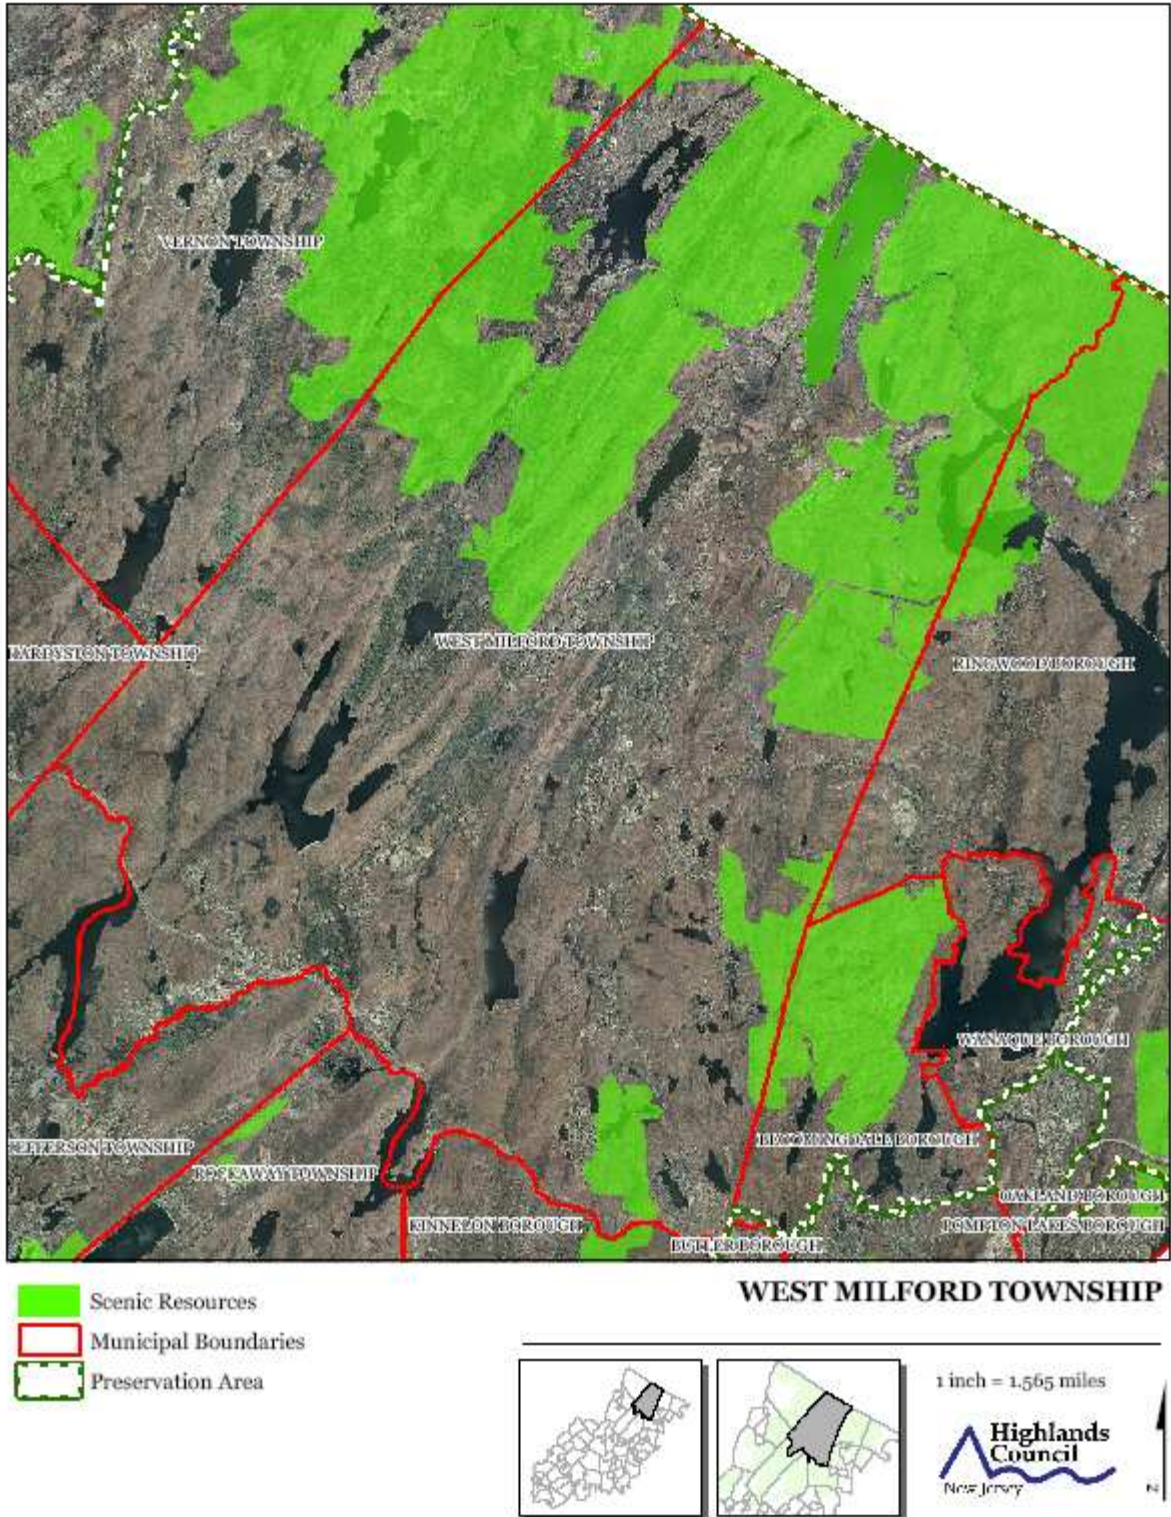 VERNON TOWNSHIP
WEST MILFORD TOWNSHIP
HARDYSTON TOWNSHIP
RINGWOOD BOROUGH
WANAQUE BOROUGH
BLOOMINGDALE BOROUGH
JEFFERSON TOWNSHIP
ROCKAWAY TOWNSHIP
OAKLAND BOROUGH
KINNELON BOROUGH
POMPTON LAKES BOROUGH
BUTLER BOROUGH
WEST MILFORD TOWNSHIP
Scenic Resources
Municipal Boundaries
Preservation Area
1 inch = 1.565 miles
Highlands
Council
New Jersey
N